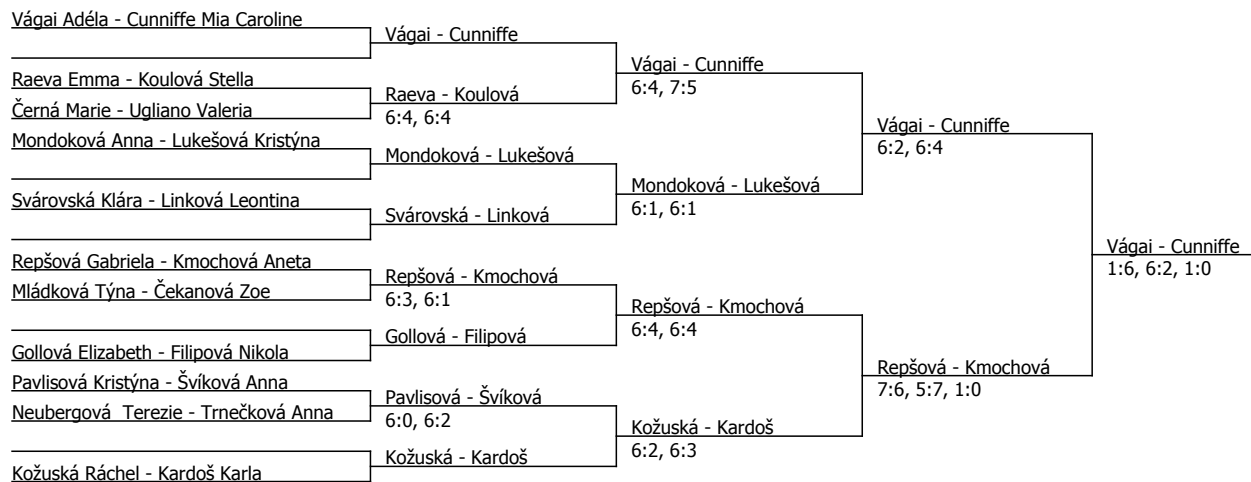 Vágai Adéla - Cunniffe Mia Caroline
Raeva Emma - Koulová Stella
Černá Marie - Ugliano Valeria
Mondoková Anna - Lukešová Kristýna
Svárovská Klára - Linková Leontina
Repšová Gabriela - Kmochová Aneta
Mládková Týna - Čekanová Zoe
Gollová Elizabeth - Filipová Nikola
Pavlisová Kristýna - Švíková Anna
Neubergová  Terezie - Trnečková Anna
Kožuská Ráchel - Kardoš Karla
Vágai - Cunniffe
Raeva - Koulová
6:4, 6:4
Mondoková - Lukešová
Svárovská - Linková
Repšová - Kmochová
6:3, 6:1
Gollová - Filipová
Pavlisová - Švíková
6:0, 6:2
Kožuská - Kardoš
Vágai - Cunniffe
6:4, 7:5
Mondoková - Lukešová
6:1, 6:1
Repšová - Kmochová
6:4, 6:4
Kožuská - Kardoš
6:2, 6:3
Vágai - Cunniffe
6:2, 6:4
Repšová - Kmochová
7:6, 5:7, 1:0
Vágai - Cunniffe
1:6, 6:2, 1:0